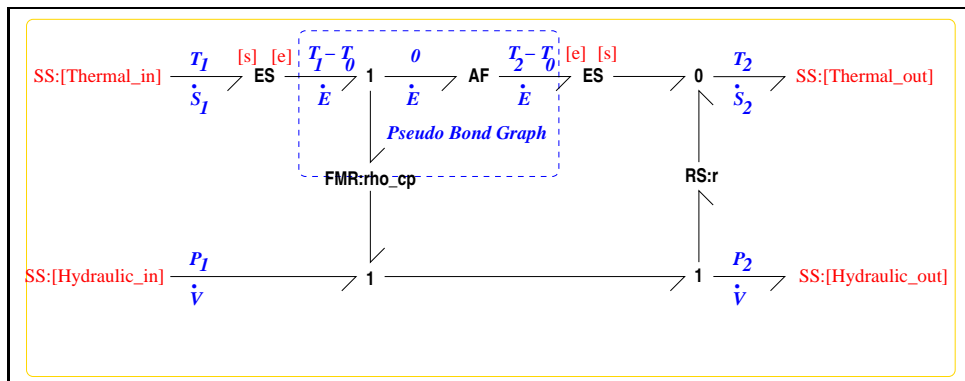 T1 [s] [e] T1 – T0 0 T2 – T0 [e] [s] T2
SS:[Thermal_in] ES 1 AF ES 0 SS:[Thermal_out]
Ṡ1 Ė Ė Ė Ṡ2
Pseudo Bond Graph
FMR:rho_cp RS:r
P1 P2
SS:[Hydraulic_in] 1 1 SS:[Hydraulic_out]
V̇ V̇